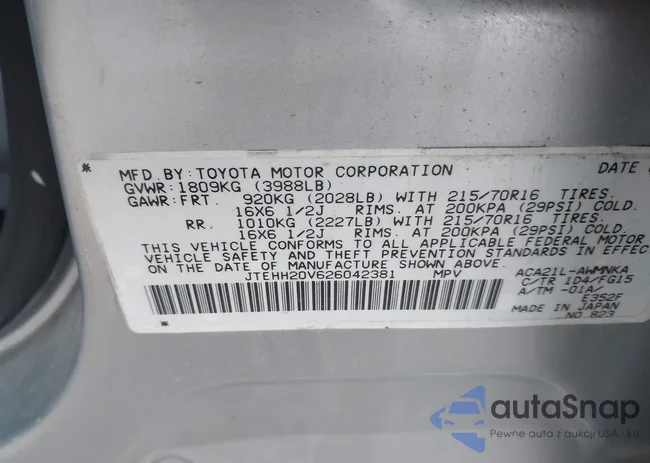 MFD.BY:TOYOTA MOTOR CORPORATION DATE
GVWR:1809KG (3988LB)
GAWR:FRT. 920KG (2028LB) WITH 215/70R16 TIRES.
16X6 1/2J RIMS. AT 200KPA (29PSI) COLD.
RR. 1010KG (2227LB) WITH 215/70R16 TIRES.
16X6 1/2J RIMS. AT 200KPA (29PSI) COLD.
THIS VEHICLE CONFORMS TO ALL APPLICABLE FEDERAL MOTOR
VEHICLE SAFETY, BUMPER, AND THEFT PREVENTION STANDARDS IN EF
ON THE DATE OF MANUFACTURE SHOWN ABOVE.
JTEHH20V626042381 MPV
ACA21L-AWMNKA
C/TR 1D4/FG15
A/TM -01A/
E352F
MADE IN JAPAN
NO.823
autaSnap
Pewne auta z aukcji USA i EU